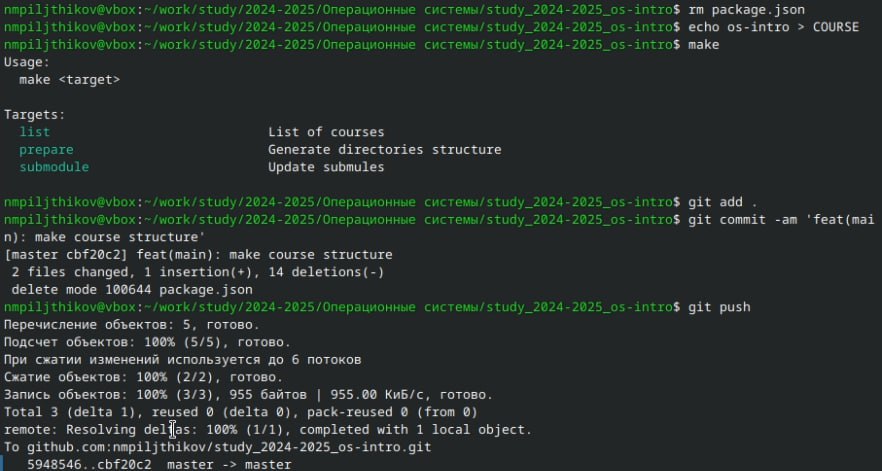 nmpiljthikov@vbox:~/work/study/2024-2025/Операционные системы/study_2024-2025_os-intro$ rm package.json
nmpiljthikov@vbox:~/work/study/2024-2025/Операционные системы/study_2024-2025_os-intro$ echo os-intro > COURSE
nmpiljthikov@vbox:~/work/study/2024-2025/Операционные системы/study_2024-2025_os-intro$ make
Usage:
  make <target>

Targets:
  list                            List of courses
  prepare                         Generate directories structure
  submodule                       Update submules

nmpiljthikov@vbox:~/work/study/2024-2025/Операционные системы/study_2024-2025_os-intro$ git add .
nmpiljthikov@vbox:~/work/study/2024-2025/Операционные системы/study_2024-2025_os-intro$ git commit -am 'feat(mai
n): make course structure'
[master cbf20c2] feat(main): make course structure
 2 files changed, 1 insertion(+), 14 deletions(-)
 delete mode 100644 package.json
nmpiljthikov@vbox:~/work/study/2024-2025/Операционные системы/study_2024-2025_os-intro$ git push
Перечисление объектов: 5, готово.
Подсчет объектов: 100% (5/5), готово.
При сжатии изменений используется до 6 потоков
Сжатие объектов: 100% (2/2), готово.
Запись объектов: 100% (3/3), 955 байтов | 955.00 КиБ/с, готово.
Total 3 (delta 1), reused 0 (delta 0), pack-reused 0 (from 0)
remote: Resolving deltas: 100% (1/1), completed with 1 local object.
To github.com:nmpiljthikov/study_2024-2025_os-intro.git
   5948546..cbf20c2  master -> master